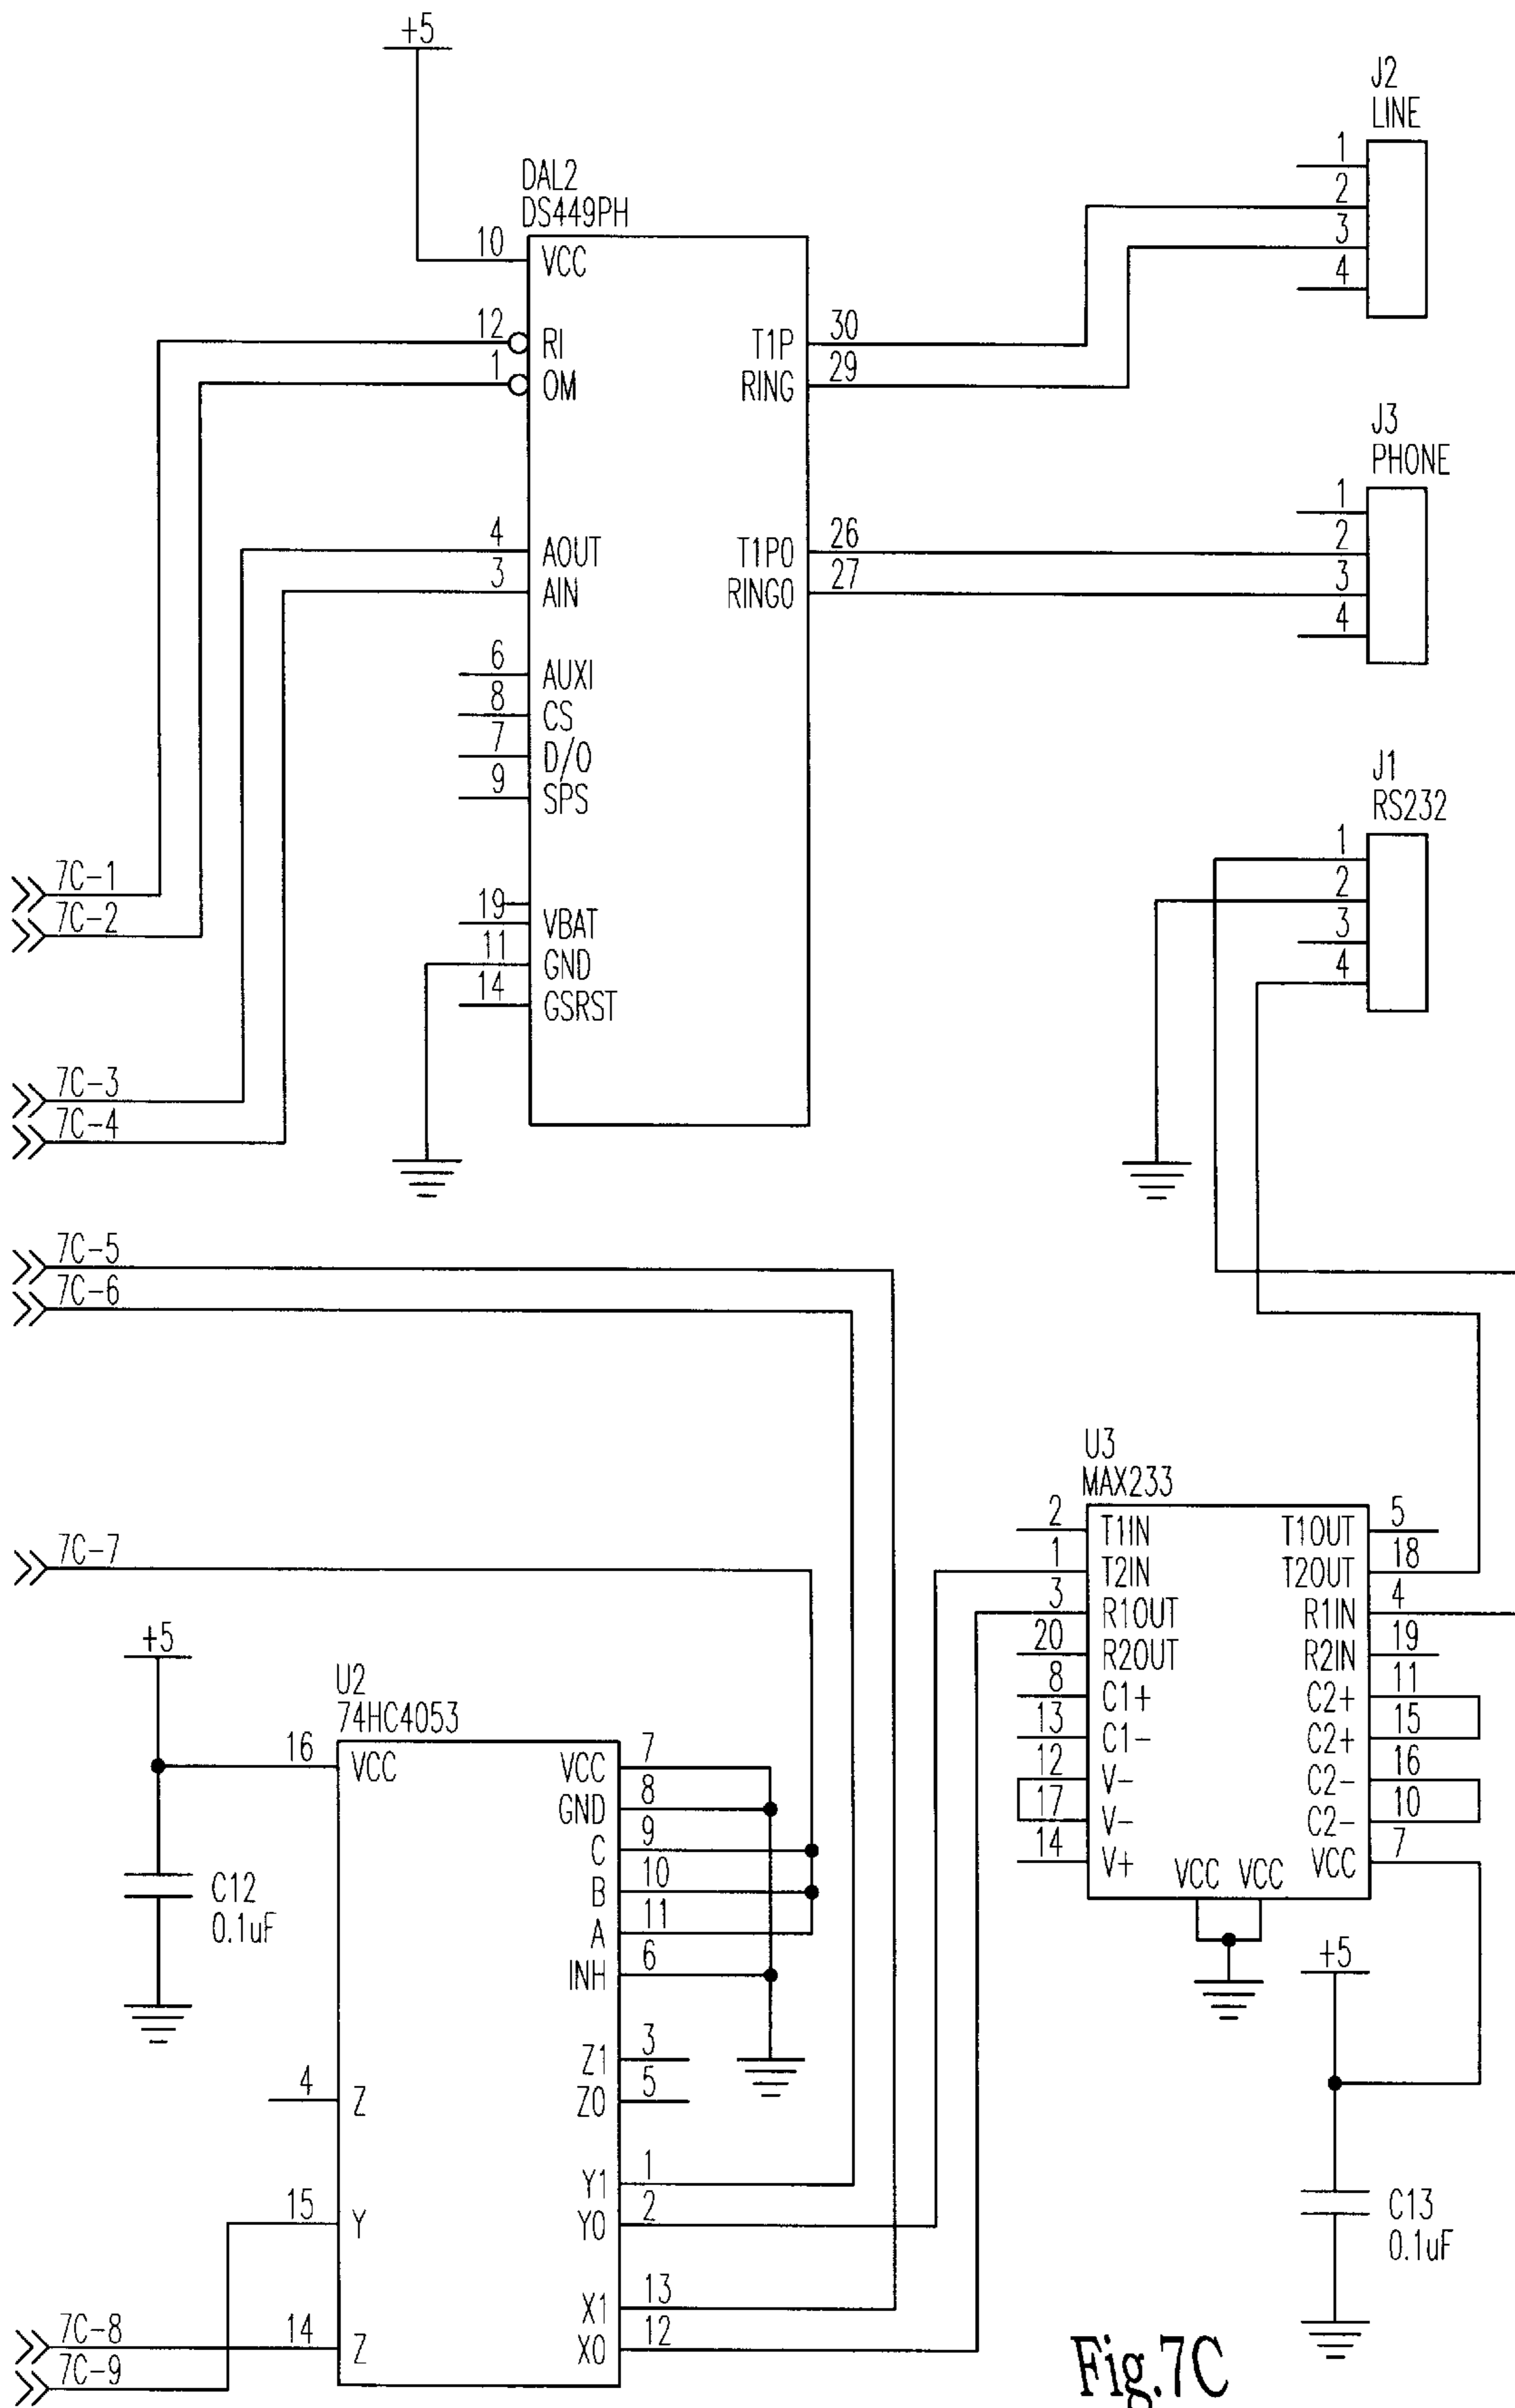 +5
J2
LINE
1
2
3
4
DAL2
DS449PH
10 VCC
12 RI
1 OM
T1P 30
RING 29
J3
PHONE
1
2
3
4
4 AOUT
3 AIN
T1P0 26
RING0 27
6 AUXI
8 CS
7 D/0
9 SPS
J1
RS232
1
2
3
4
7C-1
7C-2
19 VBAT
11 GND
14 GSRST
7C-3
7C-4
7C-5
7C-6
U3
MAX233
2 T1IN T1OUT 5
1 T2IN T2OUT 18
3 R1OUT R1IN 4
20 R2OUT R2IN 19
8 C1+ C2+ 11
13 C1- C2+ 15
12 V- C2- 16
17 V- C2- 10
14 V+ VCC VCC VCC 7
7C-7
+5
U2
74HC4053
16 VCC VCC 7
GND 8
C 9
B 10
A 11
INH 6
C12
0.1uF
+5
Z1 3
4 Z Z0 5
Y1 1
15 Y Y0 2
C13
0.1uF
X1 13
7C-8 14 Z X0 12
7C-9
Fig.7C